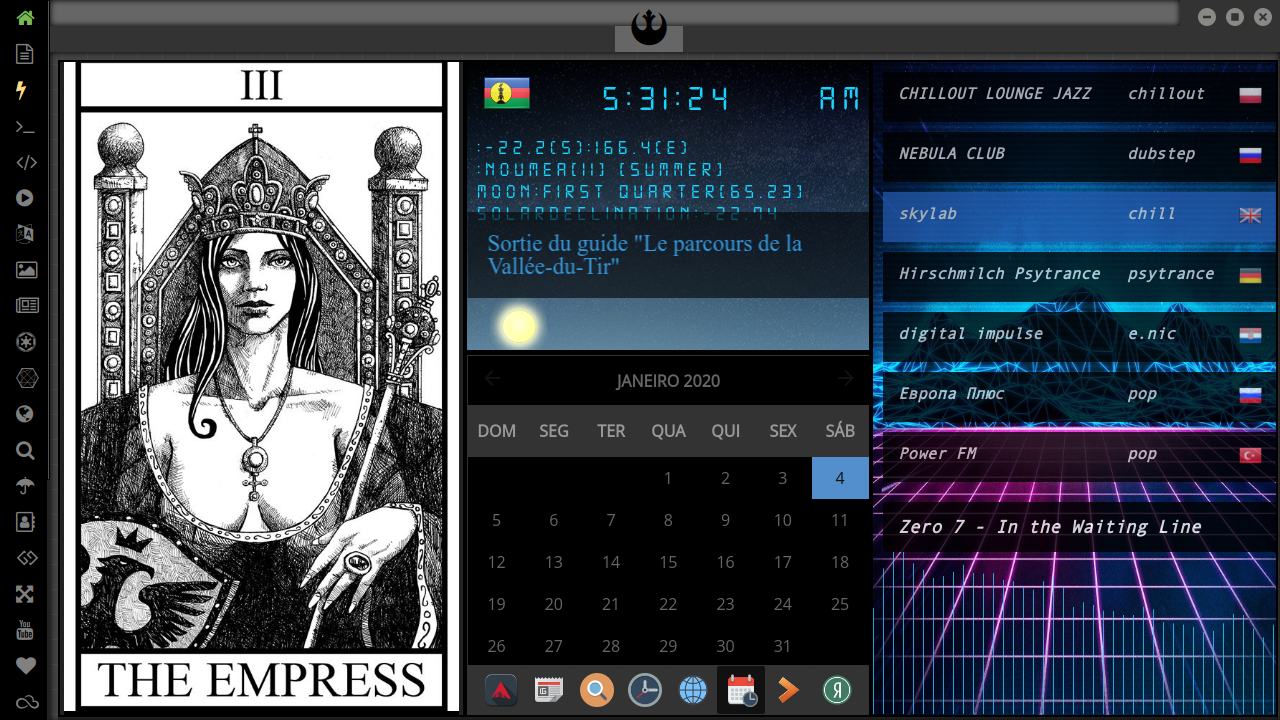 III
THE EMPRESS
5:31:24 AM
:-22.2(S):166.4(E)
:NOUMEA(11) (SUMMER)
MOON:FIRST QUARTER(65.23)
Sortie du guide "Le parcours de la
Vallée-du-Tir"
JANEIRO 2020
DOM SEG TER QUA QUI SEX SÁB
1 2 3 4
5 6 7 8 9 10 11
12 13 14 15 16 17 18
19 20 21 22 23 24 25
26 27 28 29 30 31
CHILLOUT LOUNGE JAZZ chillout
NEBULA CLUB dubstep
skylab chill
Hirschmilch Psytrance psytrance
digital impulse e.nic
Европа Плюс pop
Power FM pop
Zero 7 - In the Waiting Line
You
Tube
Я